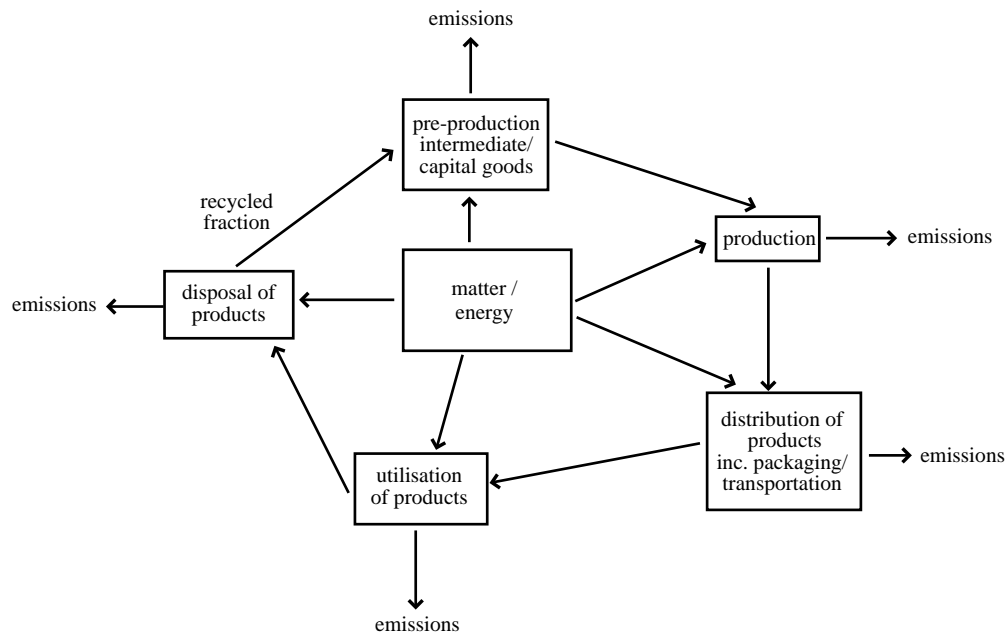 emissions
pre-production
intermediate/
capital goods
recycled
fraction
production
emissions
matter /
energy
emissions
disposal of
products
distribution of
products
inc. packaging/
transportation
emissions
utilisation
of products
emissions